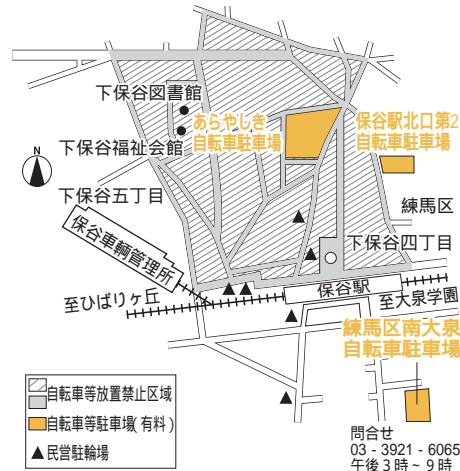 下保谷図書館
あらやしき
自転車駐車場
保谷駅北口第2
自転車駐車場
下保谷福祉会館
N
下保谷五丁目
練馬区
保谷車輌管理所
下保谷四丁目
至ひばりヶ丘
保谷駅
至大泉学園
練馬区南大泉
自転車駐車場
自転車等放置禁止区域
自転車等駐車場(有料)
民営駐輪場
問合せ
03-3921-6065
午後3時~9時